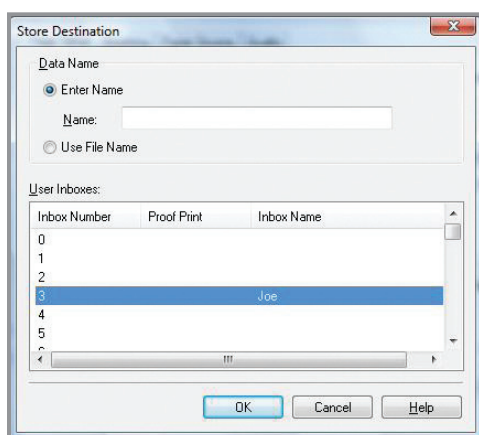 Store Destination
Data Name
Enter Name
Name:
Use File Name
User Inboxes:
Inbox Number Proof Print Inbox Name
0
1
2
3 Joe
4
5
OK Cancel Help